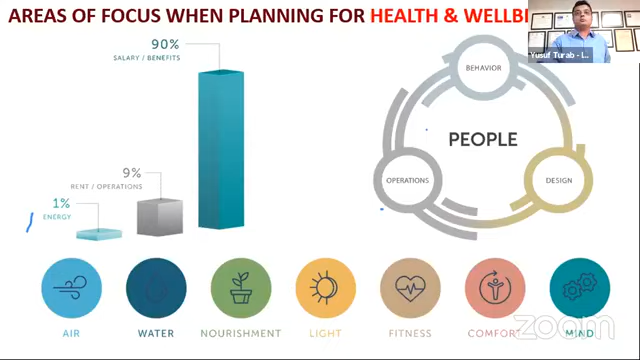 AREAS OF FOCUS WHEN PLANNING FOR HEALTH & WELLB
Yusuf Turab - L...
90%
SALARY / BENEFITS
9%
RENT / OPERATIONS
1%
ENERGY
BEHAVIOR
PEOPLE
OPERATIONS
DESIGN
AIR
WATER
NOURISHMENT
LIGHT
FITNESS
COMFORT
MIND
zoom